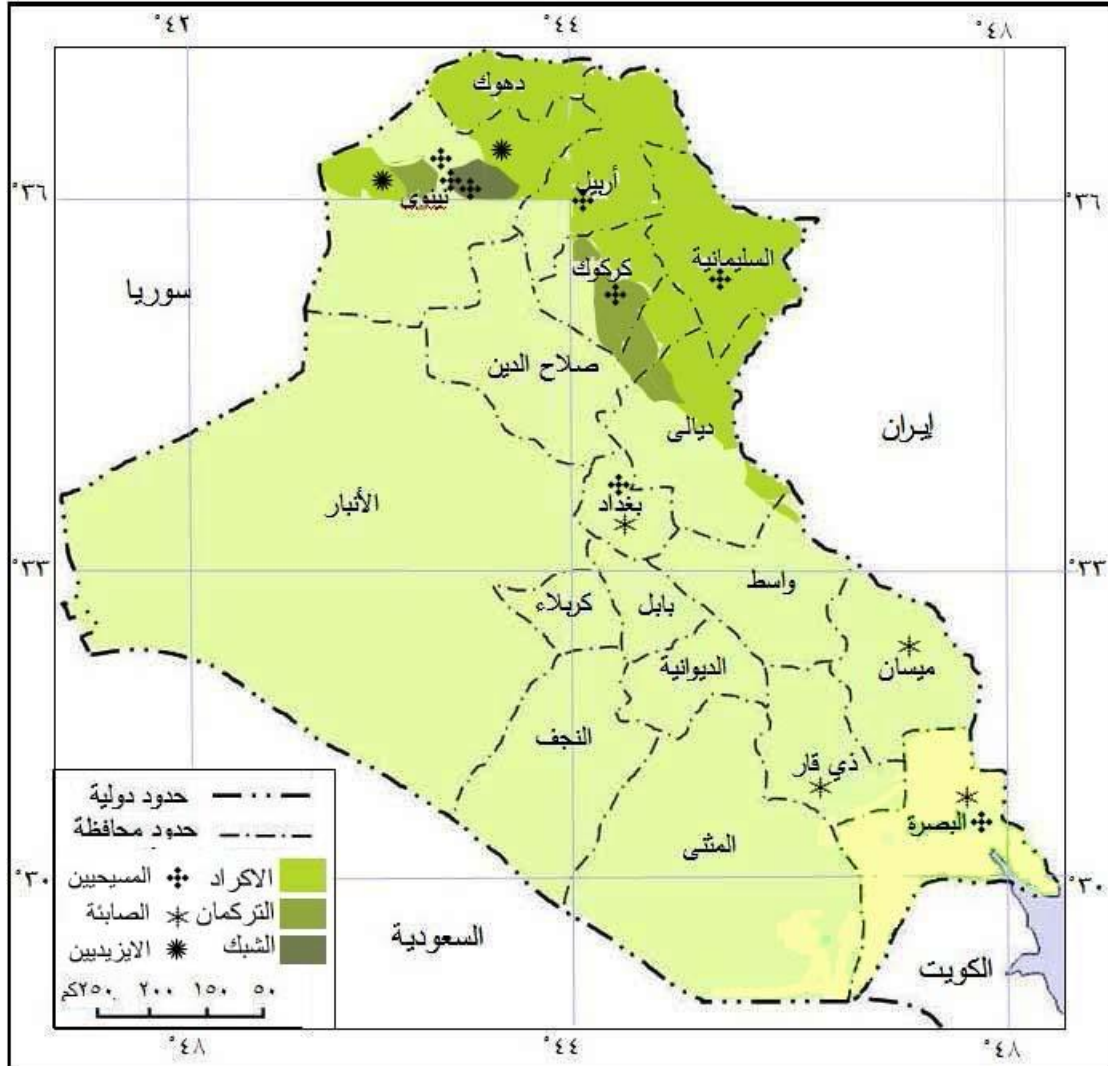 °٤٢ °٤٤ °٤٨
دهوك
°٣٦ نينوى أربيل °٣٦
سوريا كركوك السليمانية
صلاح الدين
ديالى إيران
الأنبار بغداد
°٣٣ °٣٣
كربلاء بابل واسط
الديوانية ميسان
النجف
ذي قار
المثنى البصرة
°٣٠ °٣٠
السعودية الكويت
حدود دولية
حدود محافظة
الاكراد المسيحيين
التركمان الصابئة
الشبك الايزيديين
٥٠ ١٥٠ ٢٠٠ ٢٥٠كم
°٤٨ °٤٤ °٤٨